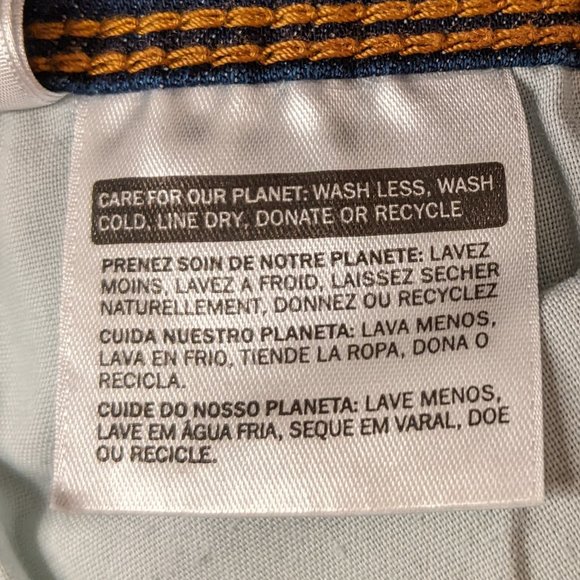 CARE FOR OUR PLANET: WASH LESS, WASH
COLD, LINE DRY, DONATE OR RECYCLE
PRENEZ SOIN DE NOTRE PLANETE: LAVEZ
MOINS, LAVEZ A FROID, LAISSEZ SECHER
NATURELLEMENT, DONNEZ OU RECYCLEZ
CUIDA NUESTRO PLANETA: LAVA MENOS,
LAVA EN FRIO, TIENDE LA ROPA, DONA O
RECICLA.
CUIDE DO NOSSO PLANETA: LAVE MENOS,
LAVE EM ÁGUA FRIA, SEQUE EM VARAL, DOE
OU RECICLE.